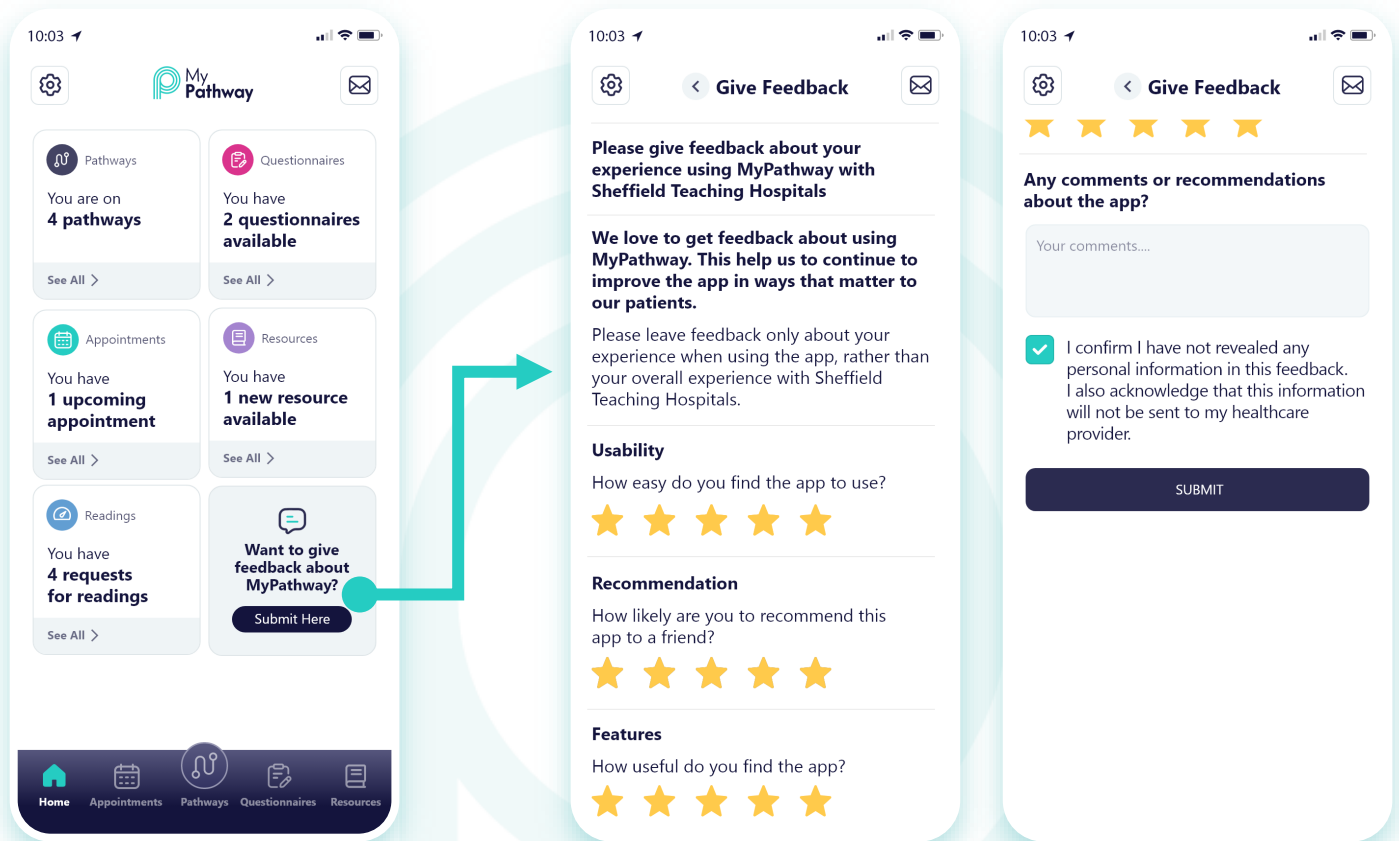 10:03
My
Pathway
Pathways
You are on
4 pathways
See All
Questionnaires
You have
2 questionnaires
available
See All
Appointments
You have
1 upcoming
appointment
See All
Resources
You have
1 new resource
available
See All
Readings
You have
4 requests
for readings
See All
Want to give
feedback about
MyPathway?
Submit Here
Home
Appointments
Pathways
Questionnaires
Resources
10:03
Give Feedback
Please give feedback about your
experience using MyPathway with
Sheffield Teaching Hospitals
We love to get feedback about using
MyPathway. This help us to continue to
improve the app in ways that matter to
our patients.
Please leave feedback only about your
experience when using the app, rather than
your overall experience with Sheffield
Teaching Hospitals.
Usability
How easy do you find the app to use?
Recommendation
How likely are you to recommend this
app to a friend?
Features
How useful do you find the app?
10:03
Give Feedback
Any comments or recommendations
about the app?
Your comments....
I confirm I have not revealed any
personal information in this feedback.
I also acknowledge that this information
will not be sent to my healthcare
provider.
SUBMIT